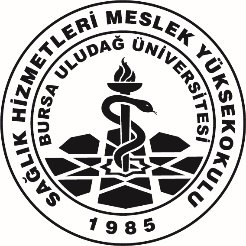 SAĞLIK HİZMETLERİ MESLEK YÜKSEKOKULU
BURSA ULUDAĞ ÜNİVERSİTESİ
1985